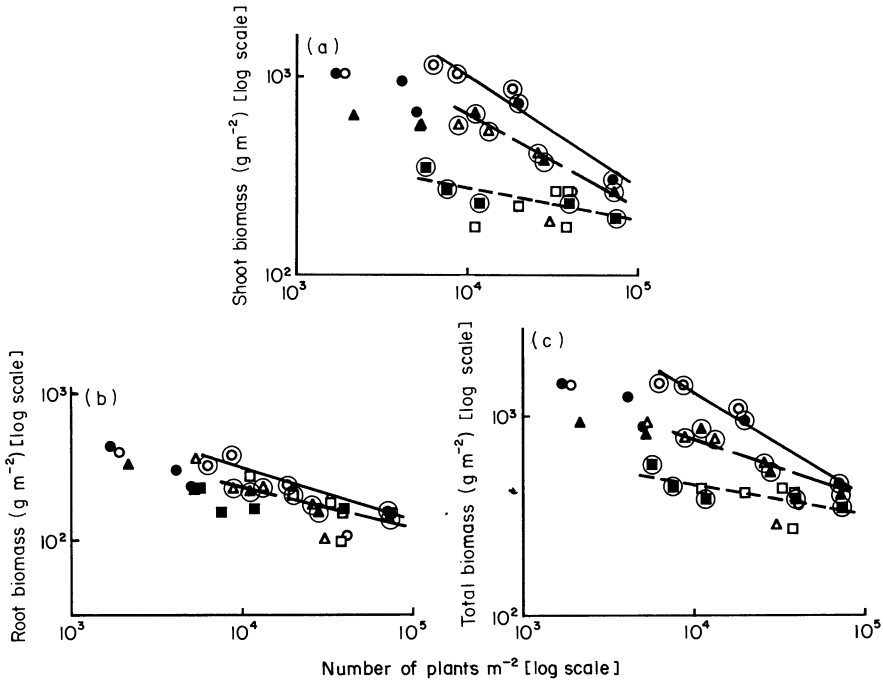 (a)
Shoot biomass (g m⁻²) [log scale]
10³
10²
10³
10⁴
10⁵
(b)
Root biomass (g m⁻²) [log scale]
10³
10²
10³
10⁴
10⁵
(c)
Total biomass (g m⁻²) [log scale]
10³
10²
10³
10⁴
10⁵
Number of plants m⁻² [log scale]